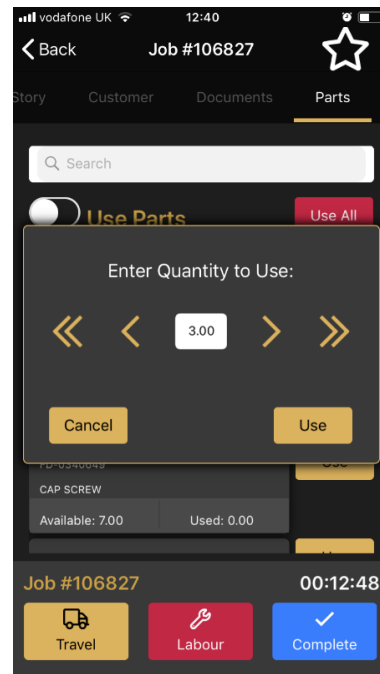 vodafone UK 12:40
Back Job #106827
Story Customer Documents Parts
Search
Use Parts Use All
Enter Quantity to Use:
3.00
Cancel Use
FD-0340649 Use
CAP SCREW
Available: 7.00 Used: 0.00
Job #106827 00:12:48
Travel Labour Complete